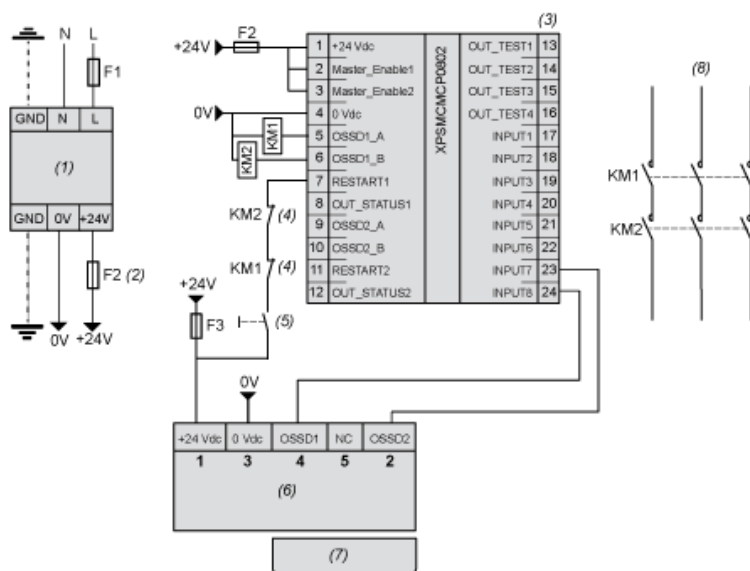 N L
F1
GND N L
(1)
GND 0V +24V
F2 (2)
0V +24V
+24V F2
0V
KM1
KM2
KM2 (4)
KM1 (4)
+24V
F3
(5)
(3)
1 +24 Vdc
2 Master_Enable1
3 Master_Enable2
4 0 Vdc
5 OSSD1_A
6 OSSD1_B
7 RESTART1
8 OUT_STATUS1
9 OSSD2_A
10 OSSD2_B
11 RESTART2
12 OUT_STATUS2
XPSMCMCP0802
OUT_TEST1 13
OUT_TEST2 14
OUT_TEST3 15
OUT_TEST4 16
INPUT1 17
INPUT2 18
INPUT3 19
INPUT4 20
INPUT5 21
INPUT6 22
INPUT7 23
INPUT8 24
(8)
KM1
KM2
0V
+24 Vdc 0 Vdc OSSD1 NC OSSD2
1 3 4 5 2
(6)
(7)